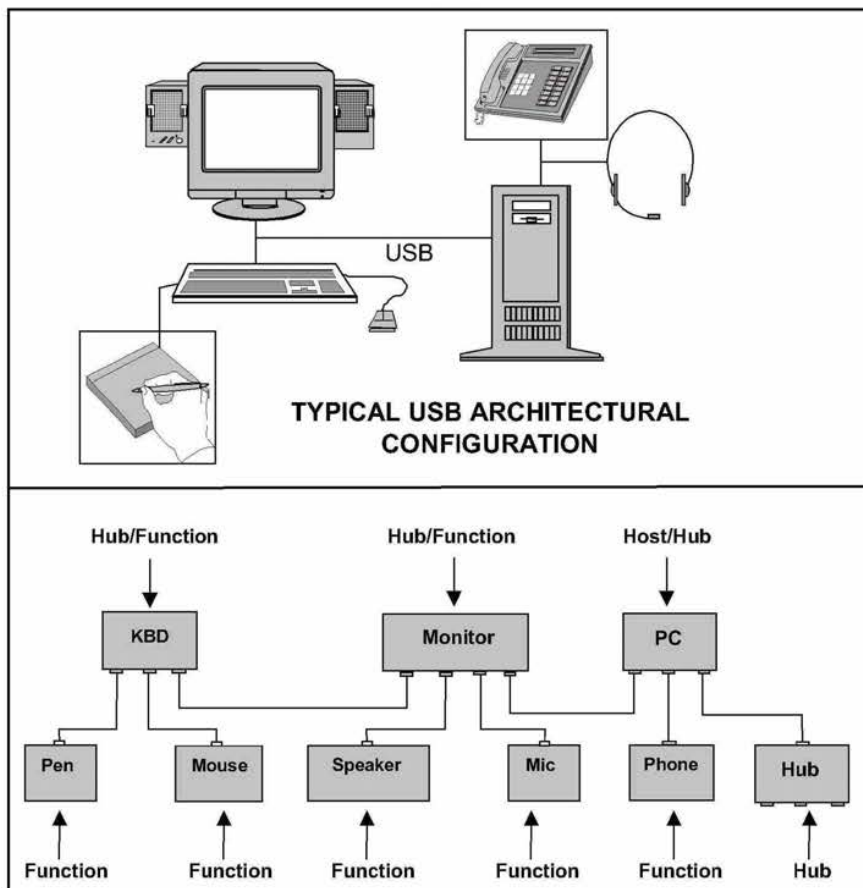 USB
TYPICAL USB ARCHITECTURAL
CONFIGURATION
Hub/Function
Hub/Function
Host/Hub
KBD
Monitor
PC
Pen
Mouse
Speaker
Mic
Phone
Hub
Function
Function
Function
Function
Function
Hub